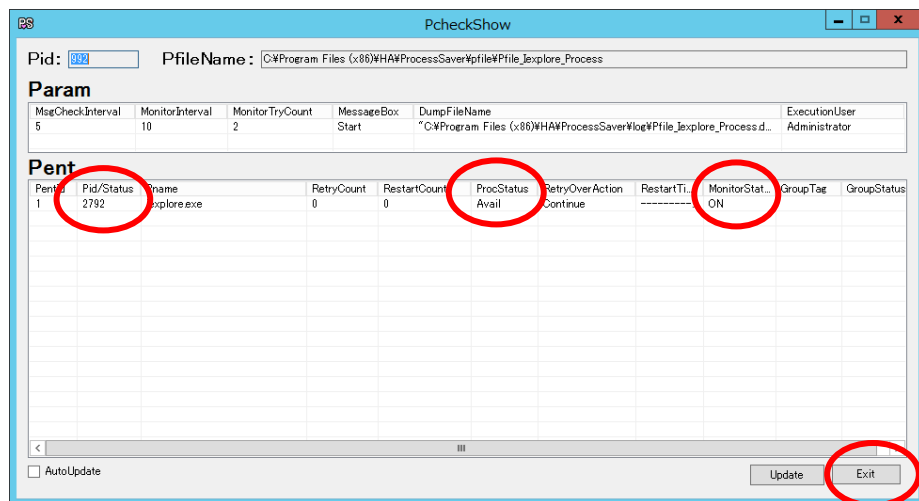 PS PcheckShow
Pid: 992 PfileName: C:¥Program Files (x86)¥HA¥ProcessSaver¥pfile¥Pfile_Iexplore_Process
Param
MsgCheckInterval MonitorInterval MonitorTryCount MessageBox DumpFileName ExecutionUser
5 10 2 Start "C:¥Program Files (x86)¥HA¥ProcessSaver¥log¥Pfile_Iexplore_Process.d... Administrator
Pent
Pid/Status Pname RetryCount RestartCount ProcStatus RetryOverAction RestartTi... MonitorStat... GroupTag GroupStatus
1 2792 explore.exe 0 0 Avail Continue ---------- ON
AutoUpdate Update Exit